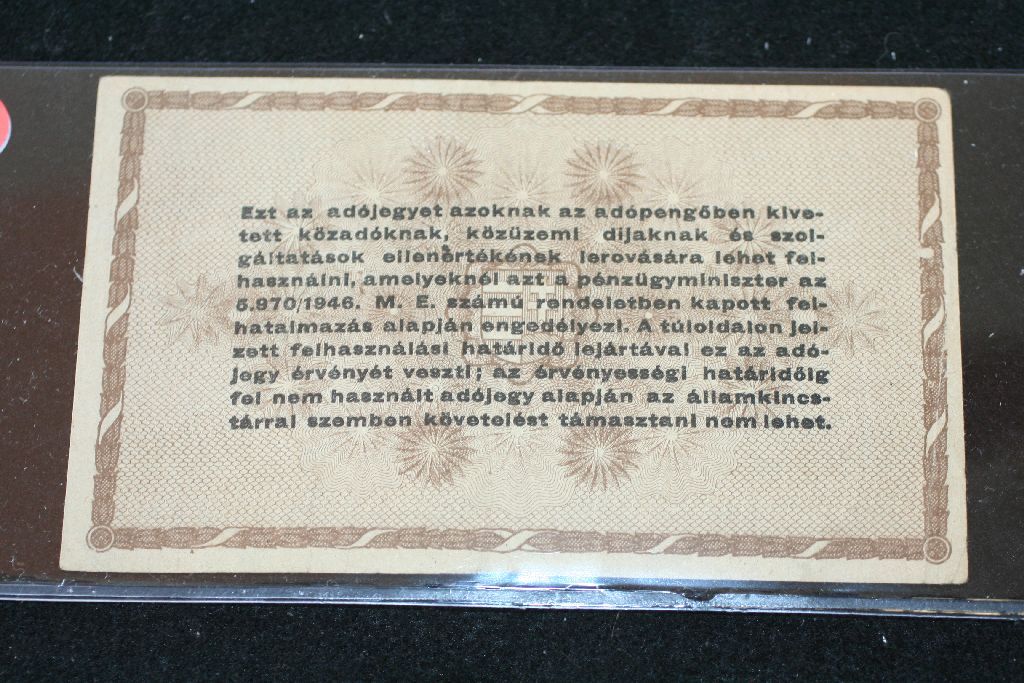 Ezt az adójegyet azoknak az adópengőben kive-
tett közadóknak, közüzemi díjaknak és szol-
gáltatások ellenértékének lerovására lehet fel-
használni, amelyeknél azt a pénzügyminiszter az
5.970/1946. M. E. számú rendeletben kapott fel-
hatalmazás alapján engedélyezi. A túloldalon jel-
zett felhasználási határidő lejártával ez az adó-
jegy érvényét veszti; az érvényességi határidőig
fel nem használt adójegy alapján az államkincs-
tárral szemben követelést támasztani nem lehet.